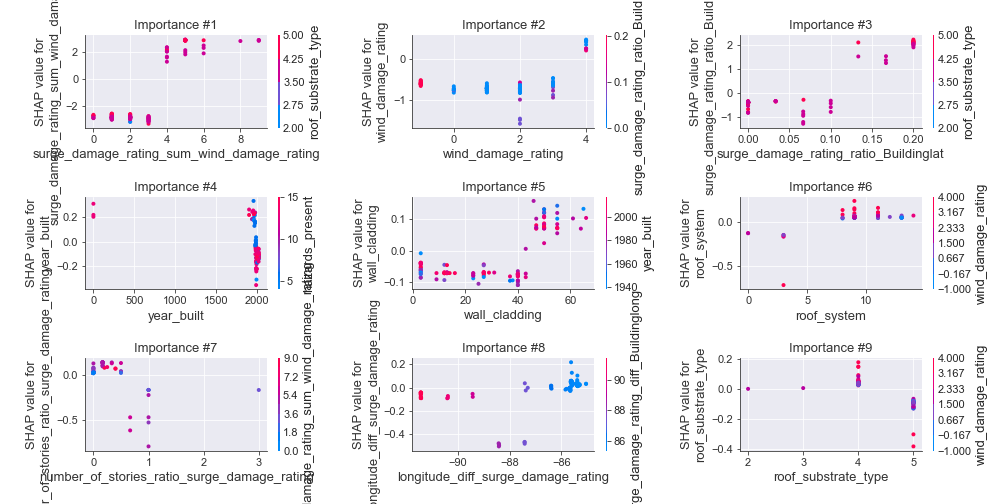 Importance #1
SHAP value for
surge_damage_rating_sum_wind_dam
2
0
−2
0
2
4
6
8
surge_damage_rating_sum_wind_damage_rating
5.00
4.25
3.50
2.75
2.00
roof_substrate_type
Importance #2
SHAP value for
wind_damage_rating
0
−1
0
2
4
wind_damage_rating
0.2
0.1
0.0
surge_damage_rating_ratio_Build
Importance #3
SHAP value for
surge_damage_rating_ratio_Build
2
1
0
−1
0.00
0.05
0.10
0.15
0.20
surge_damage_rating_ratio_Buildinglat
5.00
4.25
3.50
2.75
2.00
roof_substrate_type
Importance #4
SHAP value for
year_built
0.2
0.0
−0.2
0
500
1000
1500
2000
year_built
15
10
5
Importance #5
SHAP value for
wall_cladding
0.1
0.0
−0.1
0
20
40
60
wall_cladding
2000
1980
1960
1940
year_built
Importance #6
SHAP value for
roof_system
0.0
−0.5
0
5
10
roof_system
4.000
3.167
2.333
1.500
0.667
−0.167
−1.000
wind_damage_rating
Importance #7
SHAP value for
r_of_stories_ratio_surge_damage_rating
0.0
−0.5
0
1
2
3
number_of_stories_ratio_surge_damage_rating
9.0
7.2
5.4
3.6
1.8
0.0
damage_rating_sum_wind_damage_rating
Importance #8
SHAP value for
longitude_diff_surge_damage_rating
0.2
0.0
−0.2
−0.4
−90
−88
−86
longitude_diff_surge_damage_rating
90
88
86
e_damage_rating_diff_Buildinglong
Importance #9
SHAP value for
roof_substrate_type
0.2
0.0
−0.2
−0.4
2
3
4
5
roof_substrate_type
4.000
3.167
2.333
1.500
0.667
−0.167
−1.000
wind_damage_rating